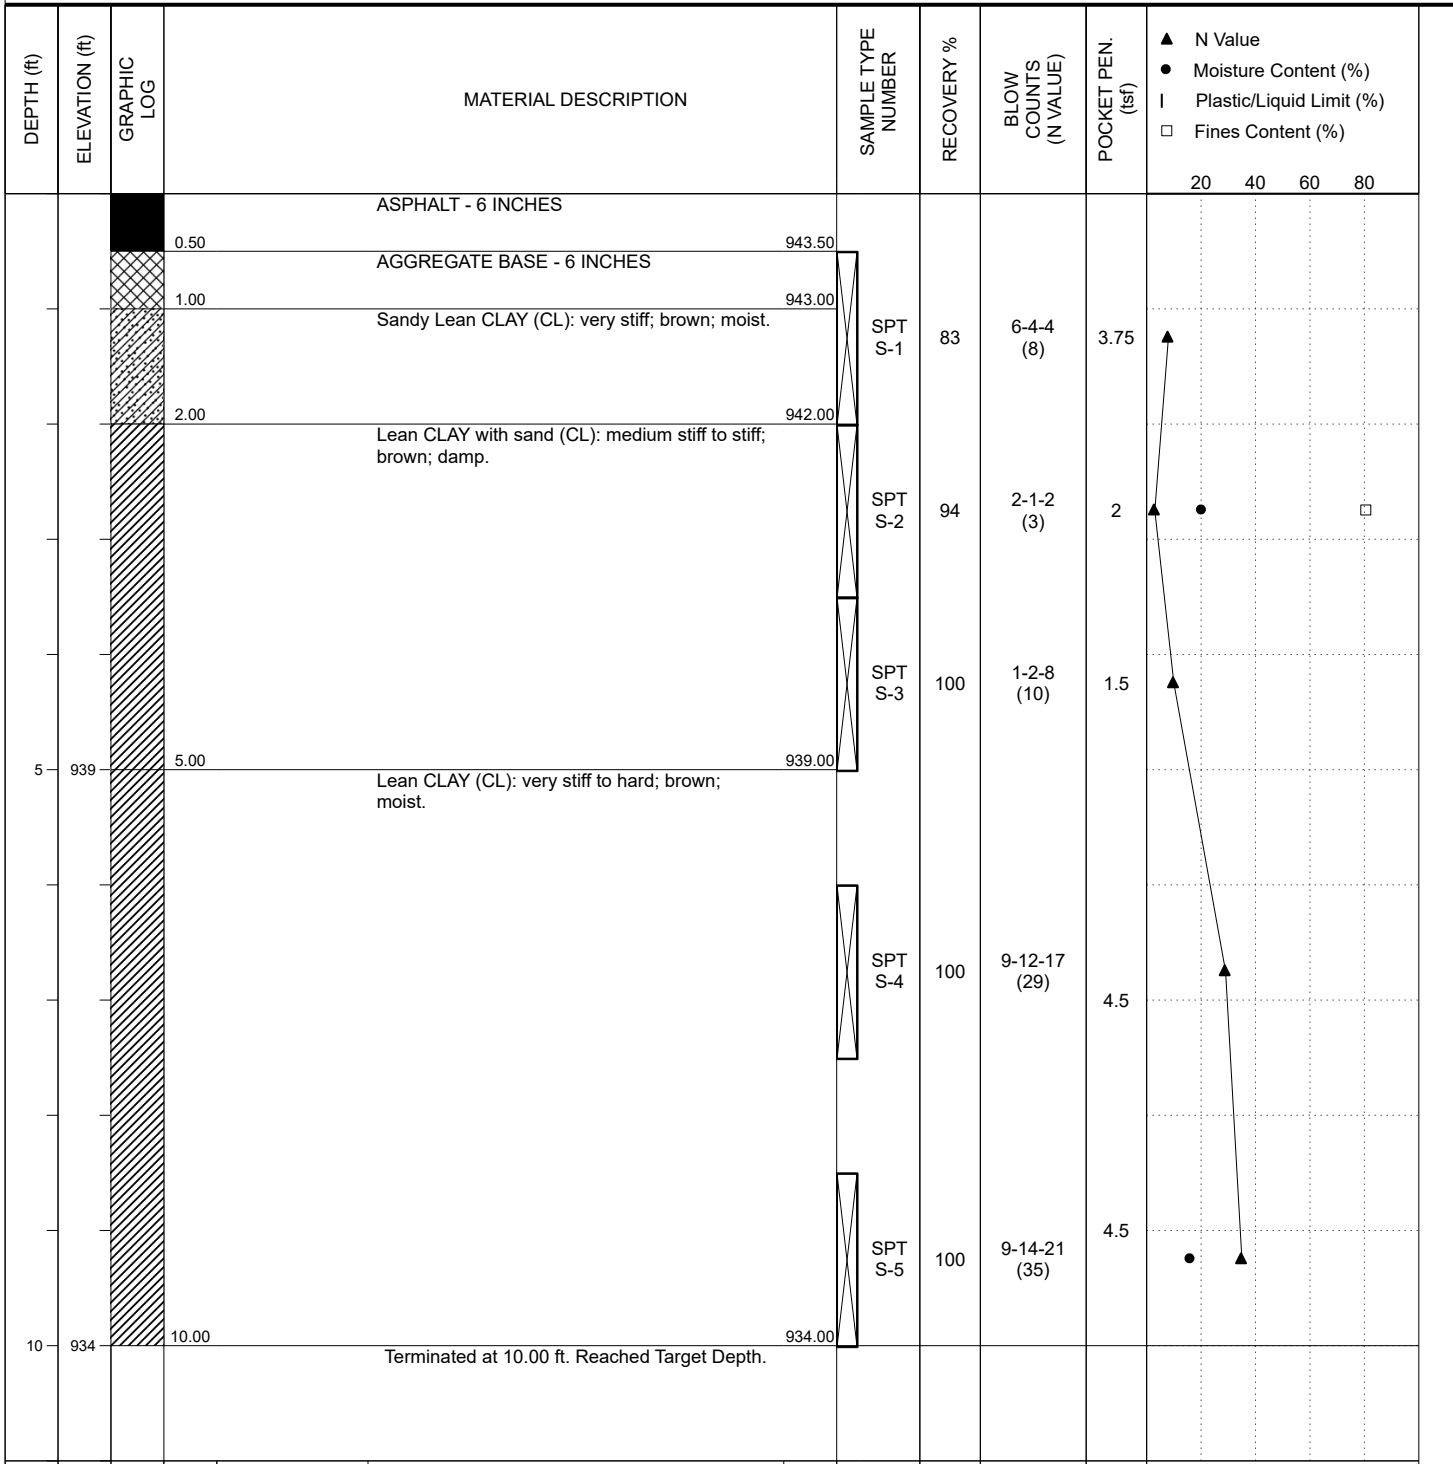 DEPTH (ft)
ELEVATION (ft)
GRAPHIC
LOG
MATERIAL DESCRIPTION
SAMPLE TYPE
NUMBER
RECOVERY %
BLOW
COUNTS
(N VALUE)
POCKET PEN.
(tsf)
N Value
Moisture Content (%)
Plastic/Liquid Limit (%)
Fines Content (%)
20 40 60 80
ASPHALT - 6 INCHES
0.50 943.50
AGGREGATE BASE - 6 INCHES
1.00 943.00
Sandy Lean CLAY (CL): very stiff; brown; moist.
SPT
S-1
83
6-4-4
(8)
3.75
2.00 942.00
Lean CLAY with sand (CL): medium stiff to stiff;
brown; damp.
SPT
S-2
94
2-1-2
(3)
2
SPT
S-3
100
1-2-8
(10)
1.5
5 939 5.00 939.00
Lean CLAY (CL): very stiff to hard; brown;
moist.
SPT
S-4
100
9-12-17
(29)
4.5
SPT
S-5
100
9-14-21
(35)
4.5
10 934 10.00 934.00
Terminated at 10.00 ft. Reached Target Depth.